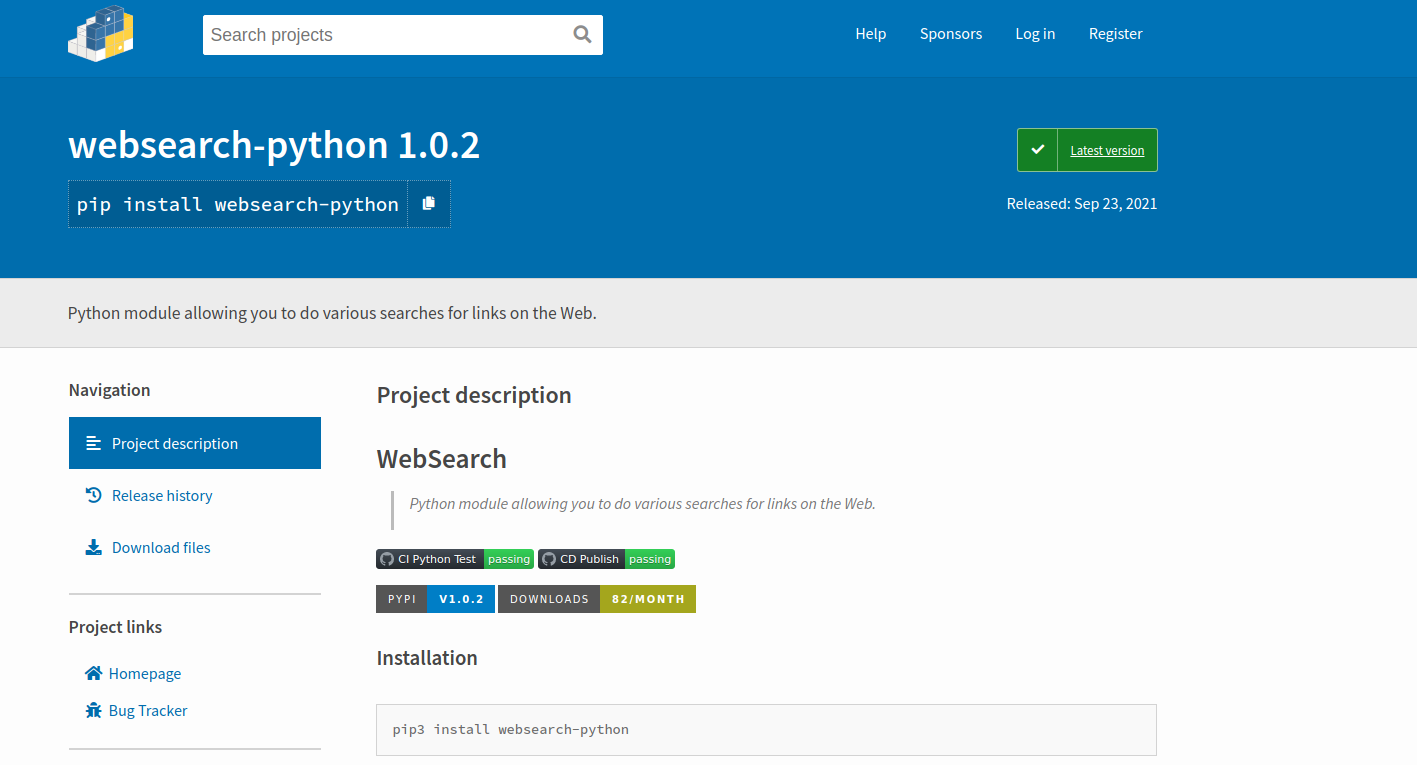 Search projects
Help
Sponsors
Log in
Register
websearch-python 1.0.2
Latest version
pip install websearch-python
Released: Sep 23, 2021
Python module allowing you to do various searches for links on the Web.
Navigation
Project description
Release history
Download files
Project links
Homepage
Bug Tracker
Project description
WebSearch
Python module allowing you to do various searches for links on the Web.
CI Python Test passing
CD Publish passing
PYPI V1.0.2
DOWNLOADS 82/MONTH
Installation
pip3 install websearch-python